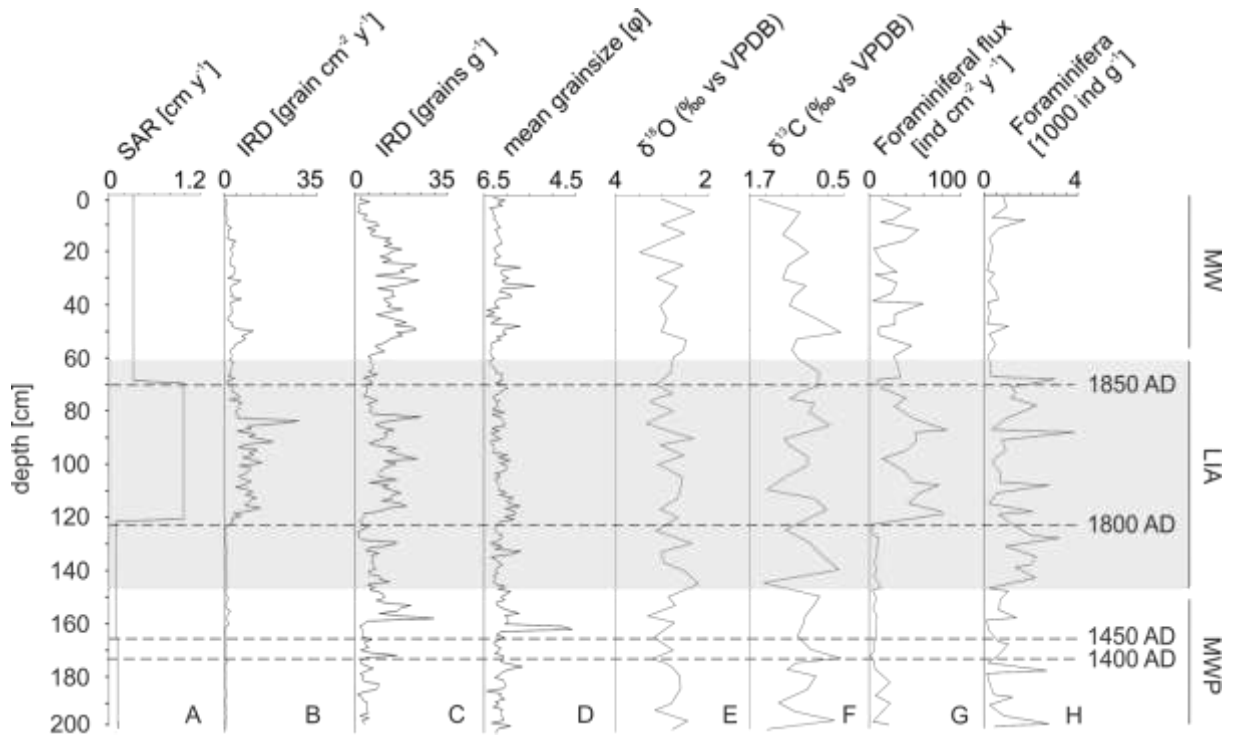 SAR [cm y⁻¹]
IRD [grain cm⁻² y⁻¹]
IRD [grains g⁻¹]
mean grainsize [φ]
δ¹⁸O (‰ vs VPDB)
δ¹³C (‰ vs VPDB)
Foraminiferal flux
[ind cm⁻² y⁻¹]
Foraminifera
[1000 ind g⁻¹]
0 1.2 0 35 0 35 6.5 4.5 4 2 1.7 0.5 0 100 0 4
0
20
40
60
80
100
120
140
160
180
200
depth [cm]
1850 AD
1800 AD
1450 AD
1400 AD
MW
LIA
MWP
A B C D E F G H